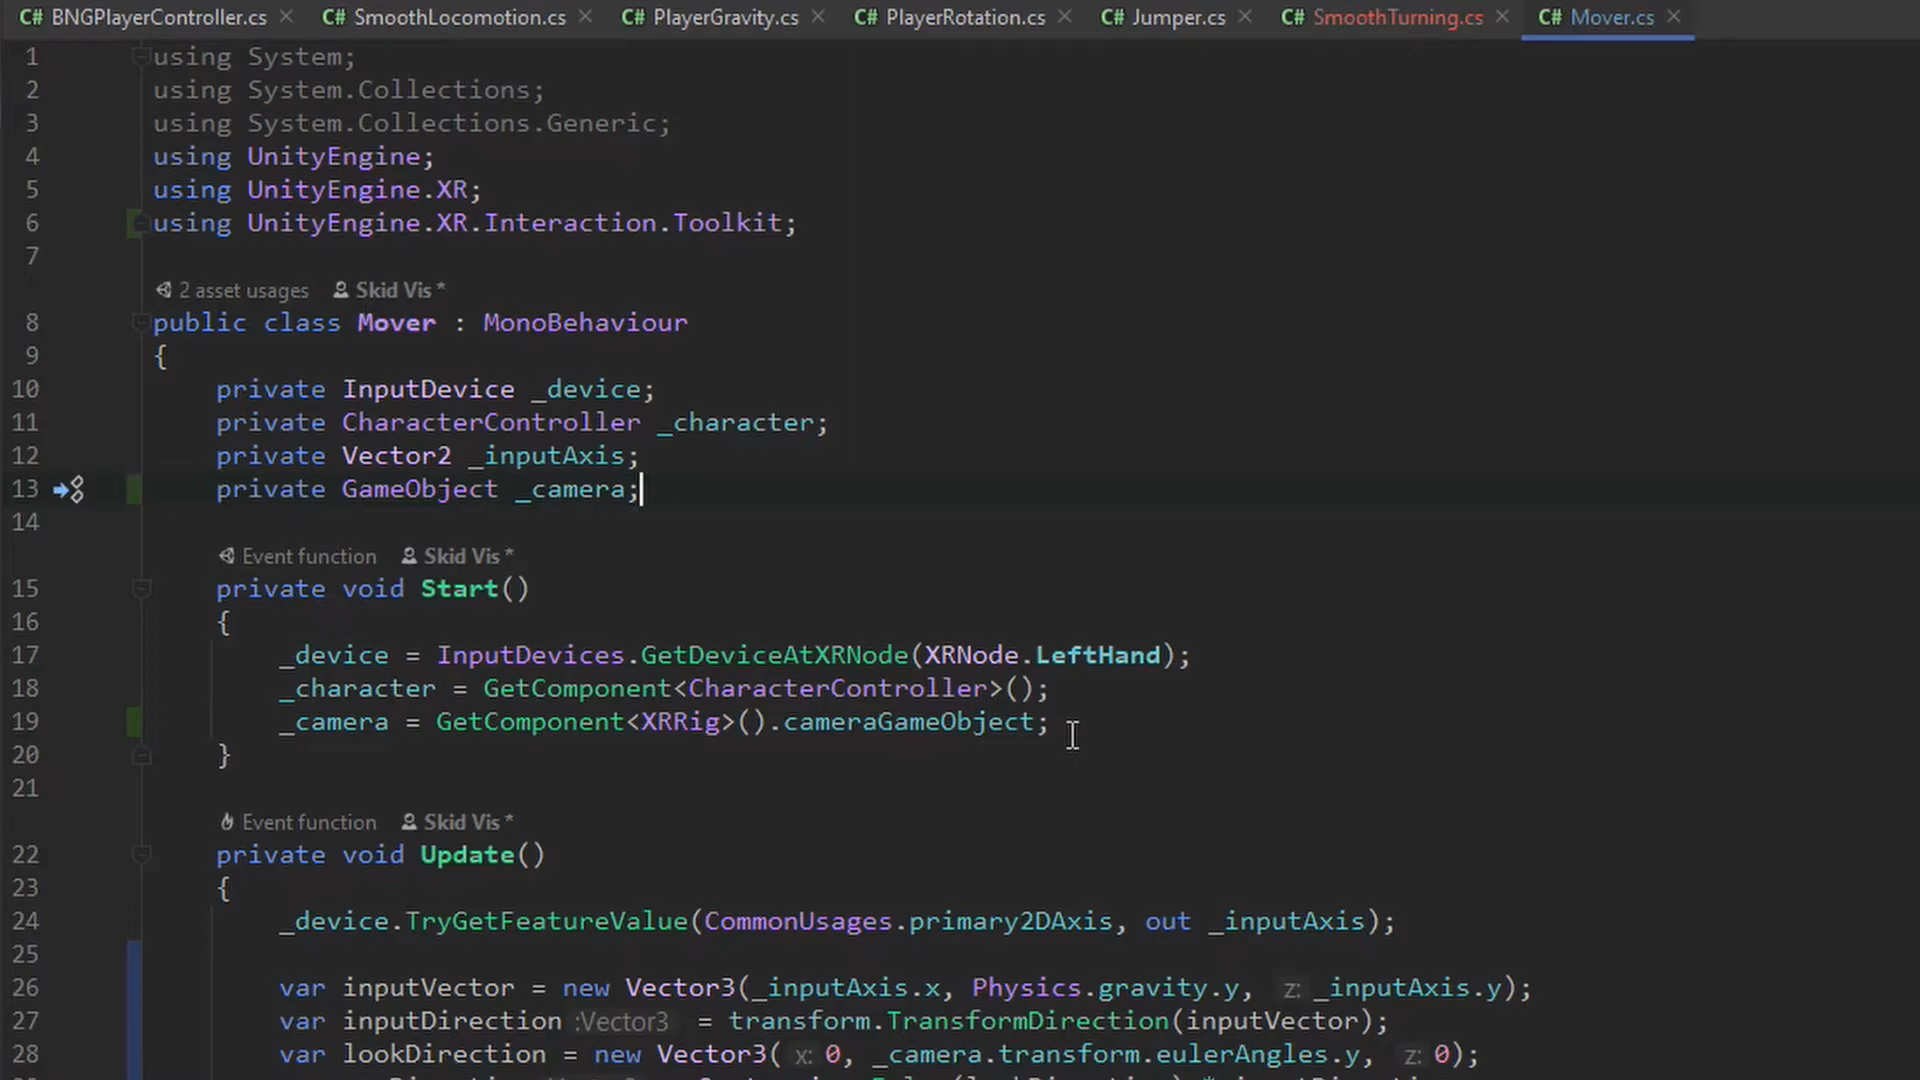 C# BNGPlayerController.cs × C# SmoothLocomotion.cs × C# PlayerGravity.cs × C# PlayerRotation.cs × C# Jumper.cs × C# SmoothTurning.cs × C# Mover.cs ×
1 using System;
2 using System.Collections;
3 using System.Collections.Generic;
4 using UnityEngine;
5 using UnityEngine.XR;
6 using UnityEngine.XR.Interaction.Toolkit;
7
2 asset usages Skid Vis *
8 public class Mover : MonoBehaviour
9 {
10 private InputDevice _device;
11 private CharacterController _character;
12 private Vector2 _inputAxis;
13 private GameObject _camera;
14
Event function Skid Vis *
15 private void Start()
16 {
17 _device = InputDevices.GetDeviceAtXRNode(XRNode.LeftHand);
18 _character = GetComponent<CharacterController>();
19 _camera = GetComponent<XRRig>().cameraGameObject;
20 }
21
Event function Skid Vis *
22 private void Update()
23 {
24 _device.TryGetFeatureValue(CommonUsages.primary2DAxis, out _inputAxis);
25
26 var inputVector = new Vector3(_inputAxis.x, Physics.gravity.y, z: _inputAxis.y);
27 var inputDirection :Vector3 = transform.TransformDirection(inputVector);
28 var lookDirection = new Vector3( x: 0, _camera.transform.eulerAngles.y, z: 0);